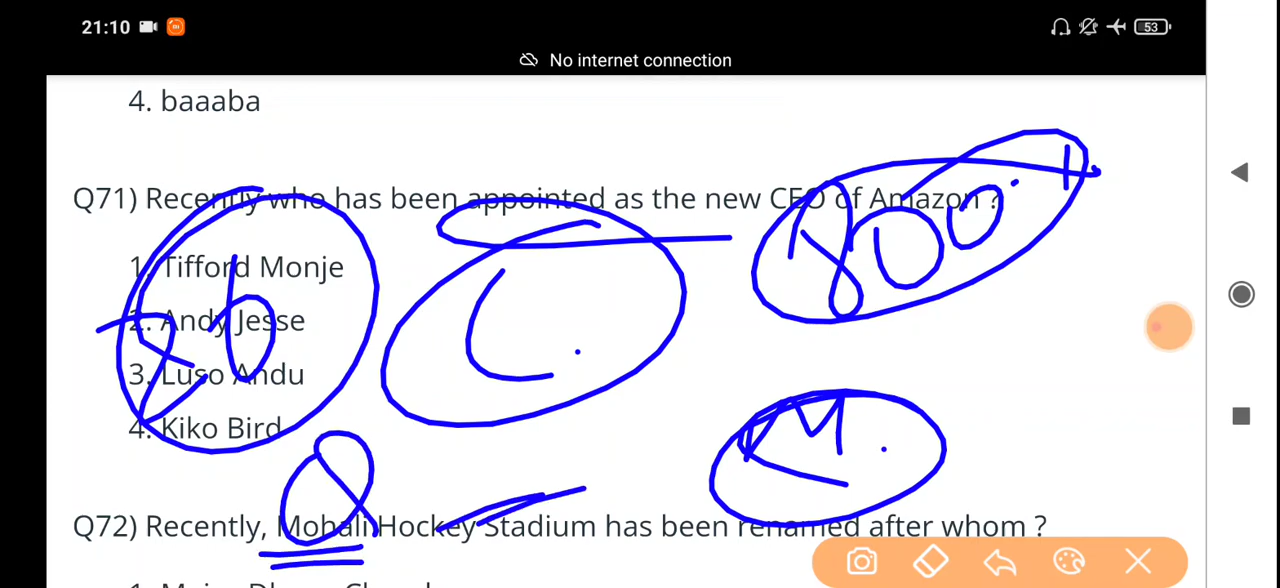 21:10
53
No internet connection
4. baaaba
Q71) Recently who has been appointed as the new CEO of Amazon ?
1. Tifford Monje
2. Andy Jesse
3. Luso Andu
4. Kiko Bird
Q72) Recently, Mohali Hockey Stadium has been renamed after whom ?